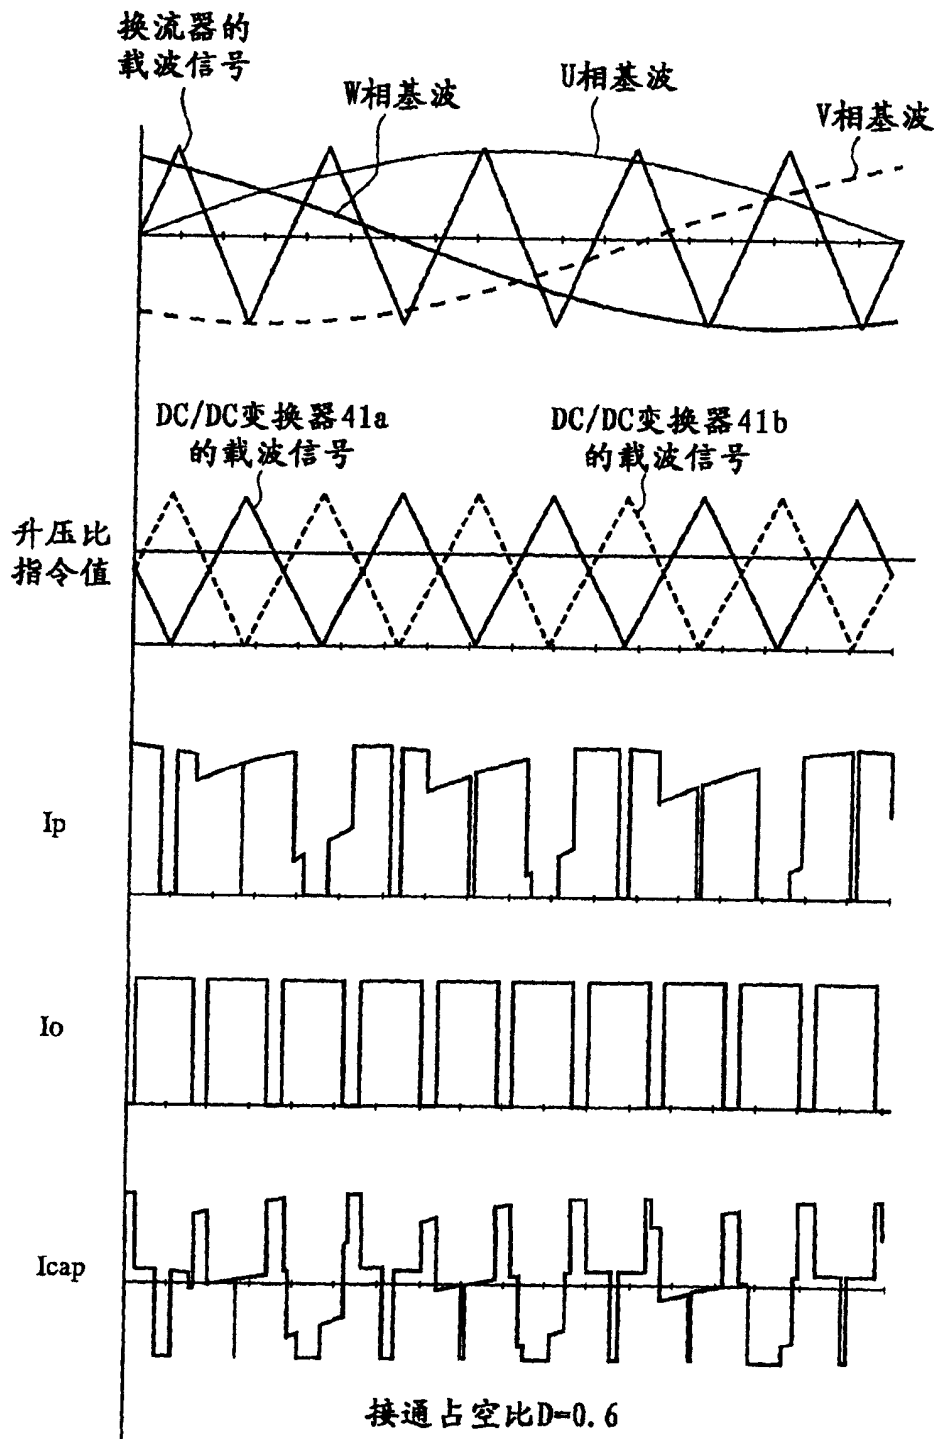 换流器的
载波信号
W相基波
U相基波
V相基波
DC/DC变换器41a
的载波信号
DC/DC变换器41b
的载波信号
升压比
指令值
Ip
Io
Icap
接通占空比D=0.6